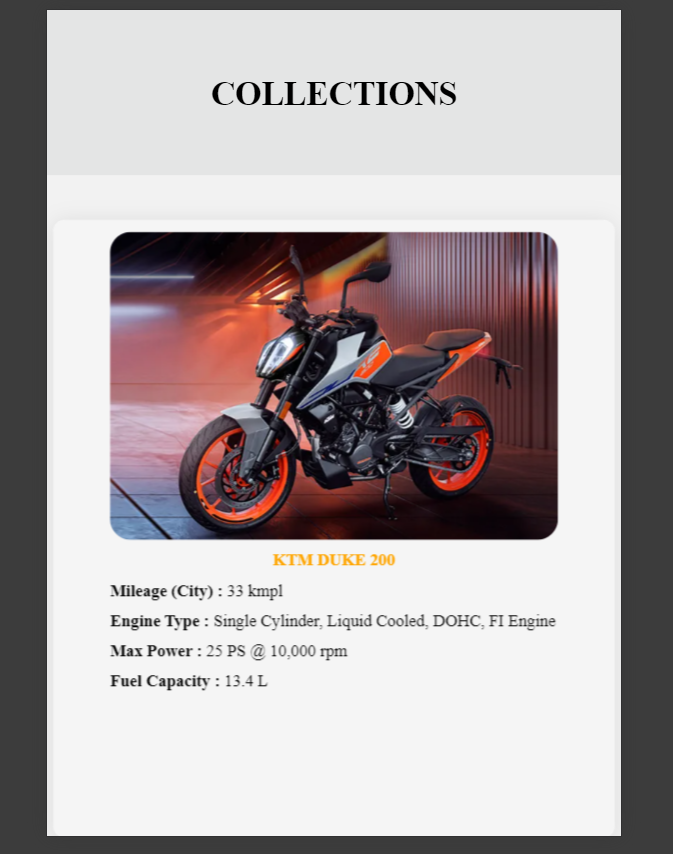 COLLECTIONS
KTM DUKE 200
Mileage (City) : 33 kmpl
Engine Type : Single Cylinder, Liquid Cooled, DOHC, FI Engine
Max Power : 25 PS @ 10,000 rpm
Fuel Capacity : 13.4 L